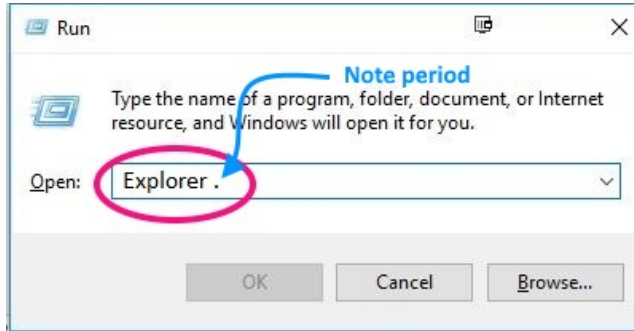 Run
Note period
Type the name of a program, folder, document, or Internet
resource, and Windows will open it for you.
Open: Explorer .
OK Cancel Browse...